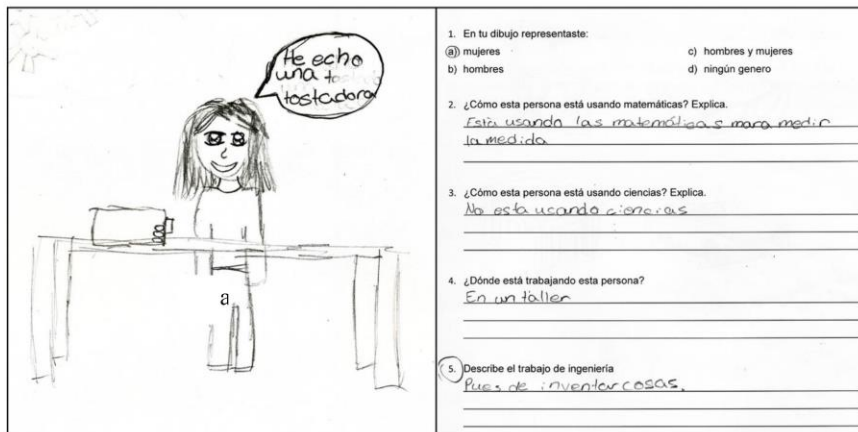 He echo
una to
tostadora
a
1. En tu dibujo representaste:
a) mujeres
c) hombres y mujeres
b) hombres
d) ningún genero
2. ¿Cómo esta persona está usando matemáticas? Explica.
Está usando las matemáticas mara medir
la medida
3. ¿Cómo esta persona está usando ciencias? Explica.
No esta usando ciencias
4. ¿Dónde está trabajando esta persona?
En un taller
5. Describe el trabajo de ingeniería
Pues de inventar cosas.